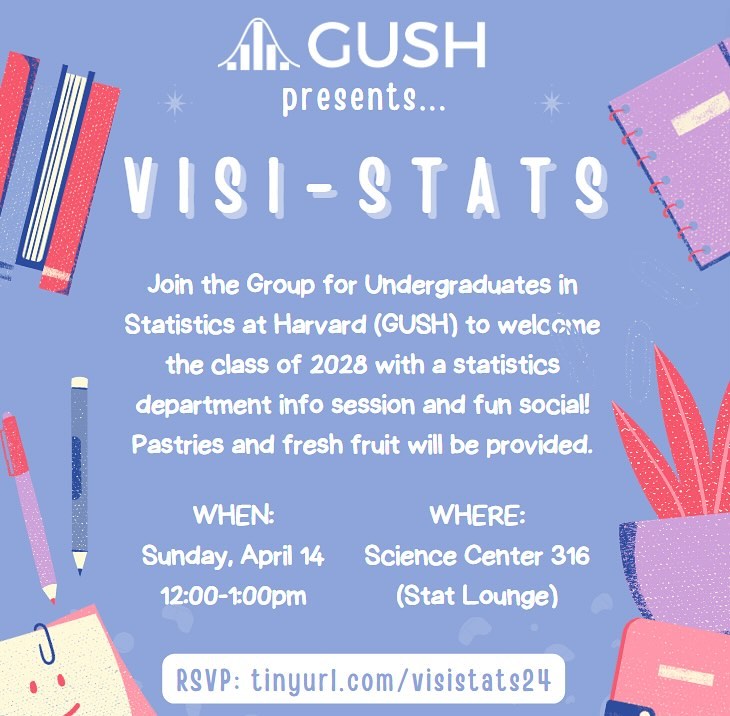 GUSH
presents...
VISI-STATS
Join the Group for Undergraduates in
Statistics at Harvard (GUSH) to welcome
the class of 2028 with a statistics
department info session and fun social!
Pastries and fresh fruit will be provided.
WHEN:
Sunday, April 14
12:00-1:00pm
WHERE:
Science Center 316
(Stat Lounge)
RSVP: tinyurl.com/visistats24